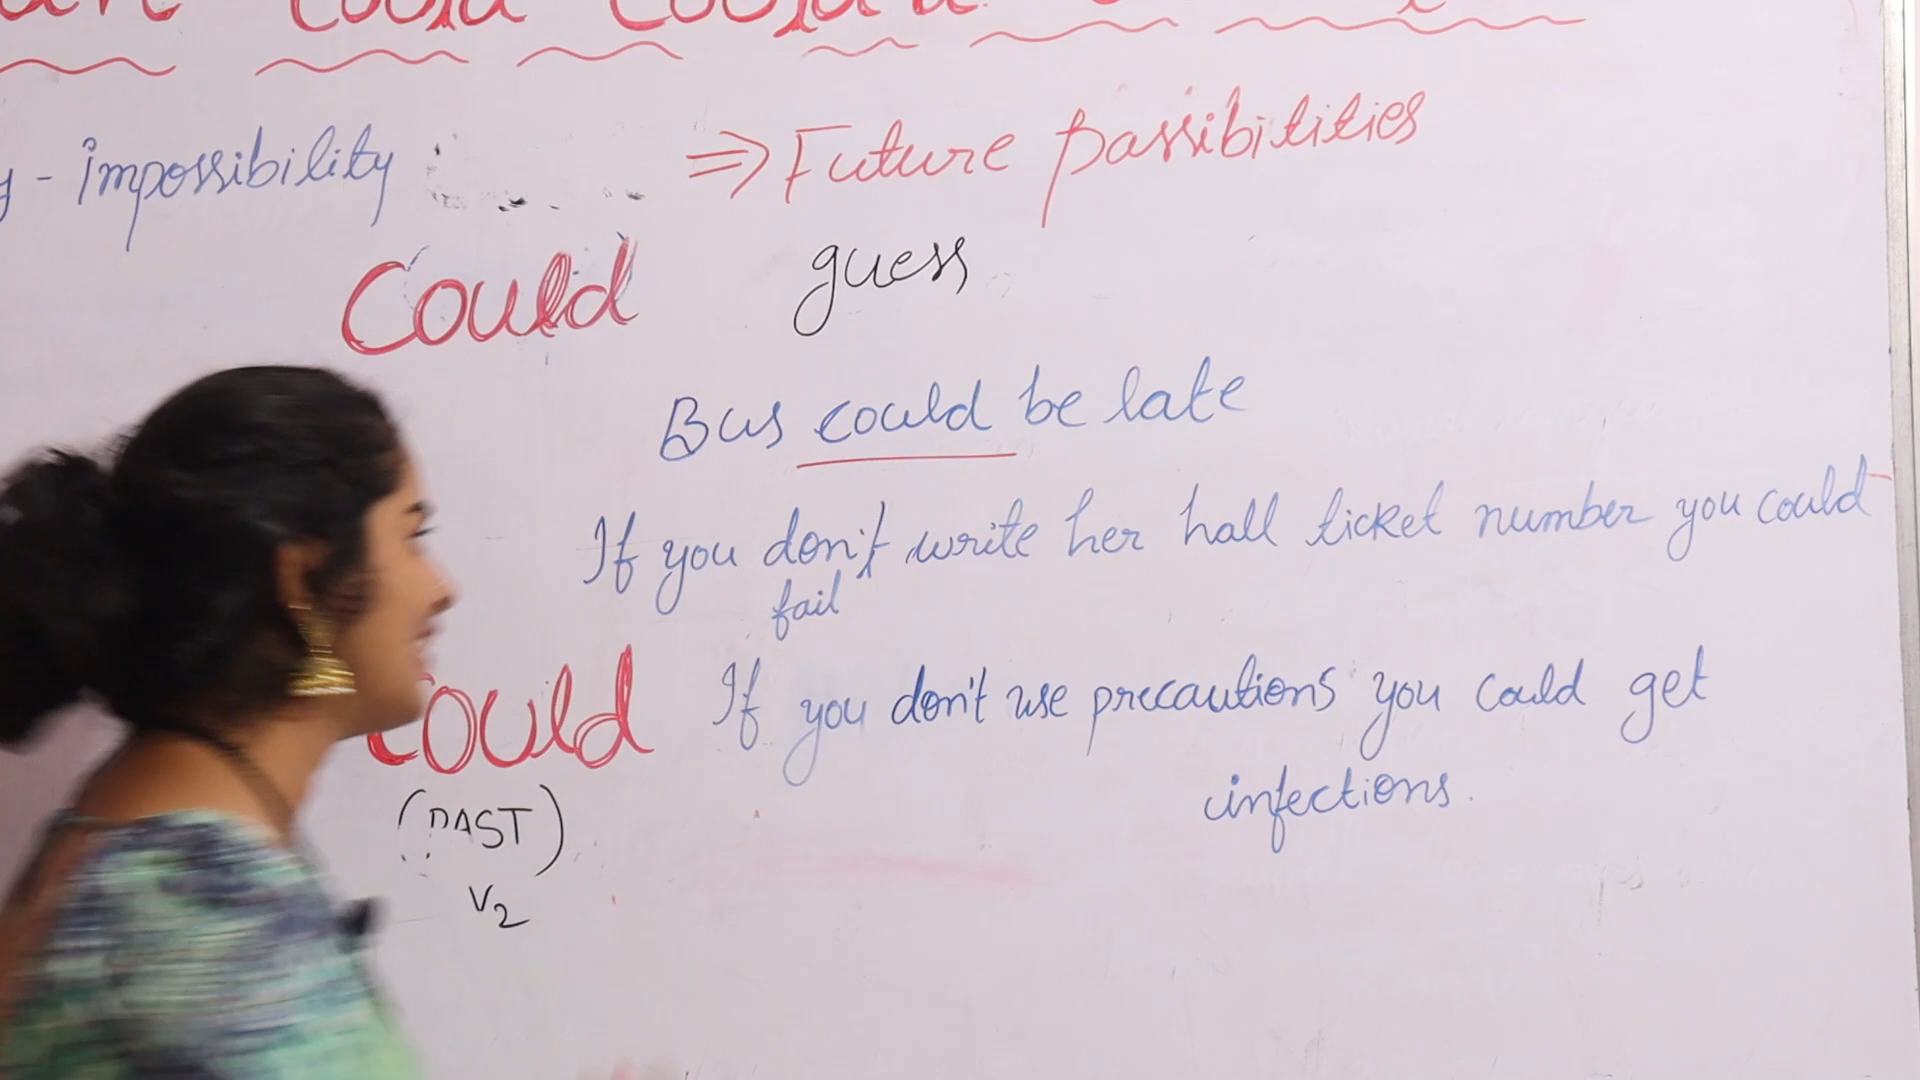 could
- impossibility ⇒ Future possibilities
Could guess
Bus could be late
If you don't write her hall ticket number you could
fail
Could If you don't use precautions you could get
infections.
(PAST)
V2